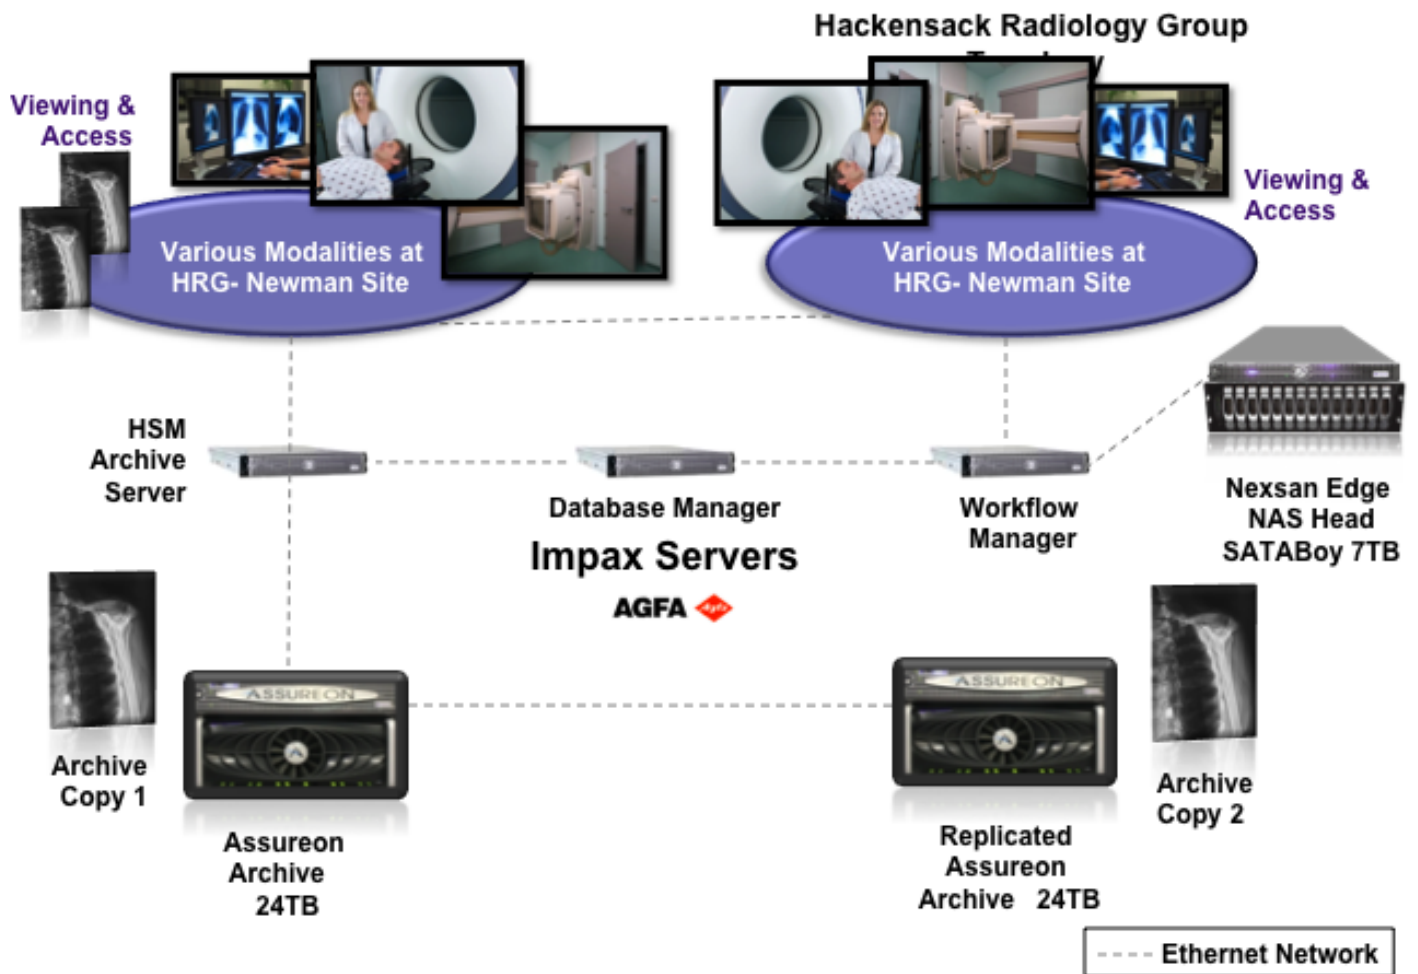 Hackensack Radiology Group
Viewing &
Access
Viewing &
Access
Various Modalities at
HRG- Newman Site
Various Modalities at
HRG- Newman Site
HSM
Archive
Server
Database Manager
Workflow
Manager
Nexsan Edge
NAS Head
SATABoy 7TB
Impax Servers
AGFA
Agfa
ASSUREON
ASSUREON
Archive
Copy 1
Archive
Copy 2
Assureon
Archive
24TB
Replicated
Assureon
Archive 24TB
Ethernet Network